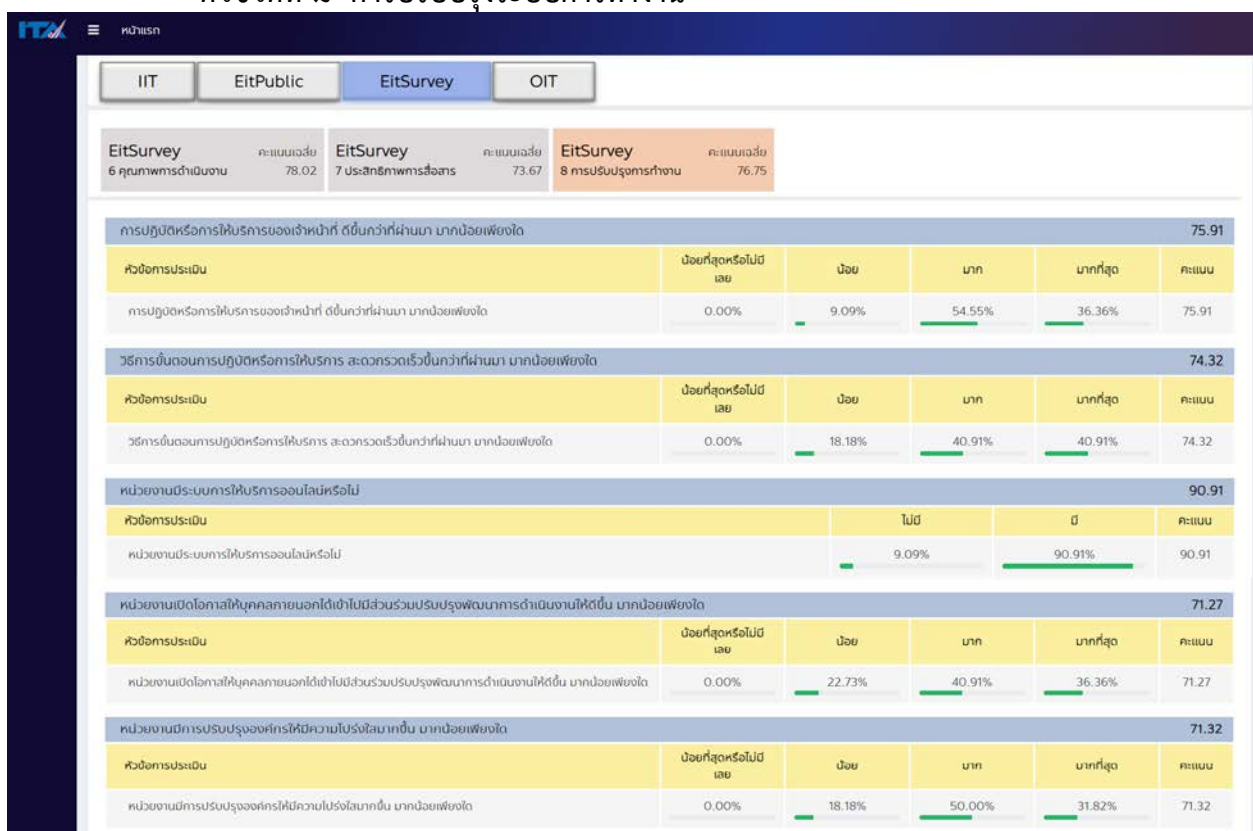 ITA
หน้าแรก
IIT EitPublic EitSurvey OIT
EitSurvey คะแนนเฉลี่ย EitSurvey คะแนนเฉลี่ย EitSurvey คะแนนเฉลี่ย
6 คุณภาพการดำเนินงาน 78.02 7 ประสิทธิภาพการสื่อสาร 73.67 8 การปรับปรุงการทำงาน 76.75
การปฏิบัติหรือการให้บริการของเจ้าหน้าที่ ดีขึ้นกว่าที่ผ่านมา มากน้อยเพียงใด 75.91
หัวข้อการประเมิน น้อยที่สุดหรือไม่มีเลย น้อย มาก มากที่สุด คะแนน
การปฏิบัติหรือการให้บริการของเจ้าหน้าที่ ดีขึ้นกว่าที่ผ่านมา มากน้อยเพียงใด 0.00% 9.09% 54.55% 36.36% 75.91
วิธีการขั้นตอนการปฏิบัติหรือการให้บริการ สะดวกรวดเร็วขึ้นกว่าที่ผ่านมา มากน้อยเพียงใด 74.32
หัวข้อการประเมิน น้อยที่สุดหรือไม่มีเลย น้อย มาก มากที่สุด คะแนน
วิธีการขั้นตอนการปฏิบัติหรือการให้บริการ สะดวกรวดเร็วขึ้นกว่าที่ผ่านมา มากน้อยเพียงใด 0.00% 18.18% 40.91% 40.91% 74.32
หน่วยงานมีระบบการให้บริการออนไลน์หรือไม่ 90.91
หัวข้อการประเมิน ไม่มี มี คะแนน
หน่วยงานมีระบบการให้บริการออนไลน์หรือไม่ 9.09% 90.91% 90.91
หน่วยงานเปิดโอกาสให้บุคคลภายนอกได้เข้าไปมีส่วนร่วมปรับปรุงพัฒนาการดำเนินงานให้ดีขึ้น มากน้อยเพียงใด 71.27
หัวข้อการประเมิน น้อยที่สุดหรือไม่มีเลย น้อย มาก มากที่สุด คะแนน
หน่วยงานเปิดโอกาสให้บุคคลภายนอกได้เข้าไปมีส่วนร่วมปรับปรุงพัฒนาการดำเนินงานให้ดีขึ้น มากน้อยเพียงใด 0.00% 22.73% 40.91% 36.36% 71.27
หน่วยงานมีการปรับปรุงองค์กรให้มีความโปร่งใสมากขึ้น มากน้อยเพียงใด 71.32
หัวข้อการประเมิน น้อยที่สุดหรือไม่มีเลย น้อย มาก มากที่สุด คะแนน
หน่วยงานมีการปรับปรุงองค์กรให้มีความโปร่งใสมากขึ้น มากน้อยเพียงใด 0.00% 18.18% 50.00% 31.82% 71.32